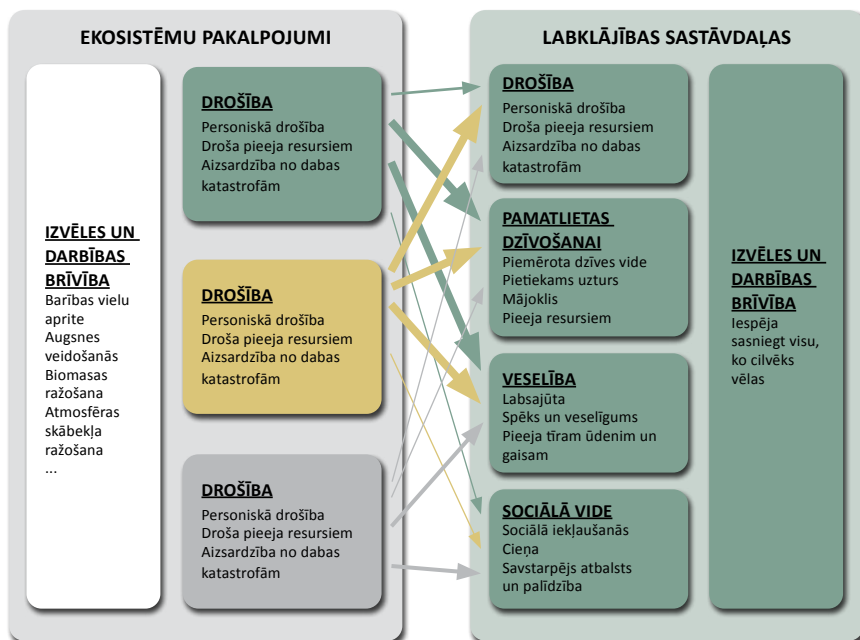 EKOSISTĒMU PAKALPOJUMI
IZVĒLES UN
DARBĪBAS
BRĪVĪBA
Barības vielu
aprite
Augsnes
veidošanās
Biomasas
ražošana
Atmosfēras
skābekļa
ražošana
...
DROŠĪBA
Personiskā drošība
Droša pieeja resursiem
Aizsardzība no dabas
katastrofām
DROŠĪBA
Personiskā drošība
Droša pieeja resursiem
Aizsardzība no dabas
katastrofām
DROŠĪBA
Personiskā drošība
Droša pieeja resursiem
Aizsardzība no dabas
katastrofām
LABKLĀJĪBAS SASTĀVDAĻAS
DROŠĪBA
Personiskā drošība
Droša pieeja resursiem
Aizsardzība no dabas
katastrofām
PAMATLIETAS
DZĪVOŠANAI
Piemērota dzīves vide
Pietiekams uzturs
Mājoklis
Pieeja resursiem
VESELĪBA
Labsajūta
Spēks un veselīgums
Pieeja tīram ūdenim un
gaisam
SOCIĀLĀ VIDE
Sociālā iekļaušanās
Cieņa
Savstarpējs atbalsts
un palīdzība
IZVĒLES UN
DARBĪBAS
BRĪVĪBA
Iespēja
sasniegt visu,
ko cilvēks
vēlas